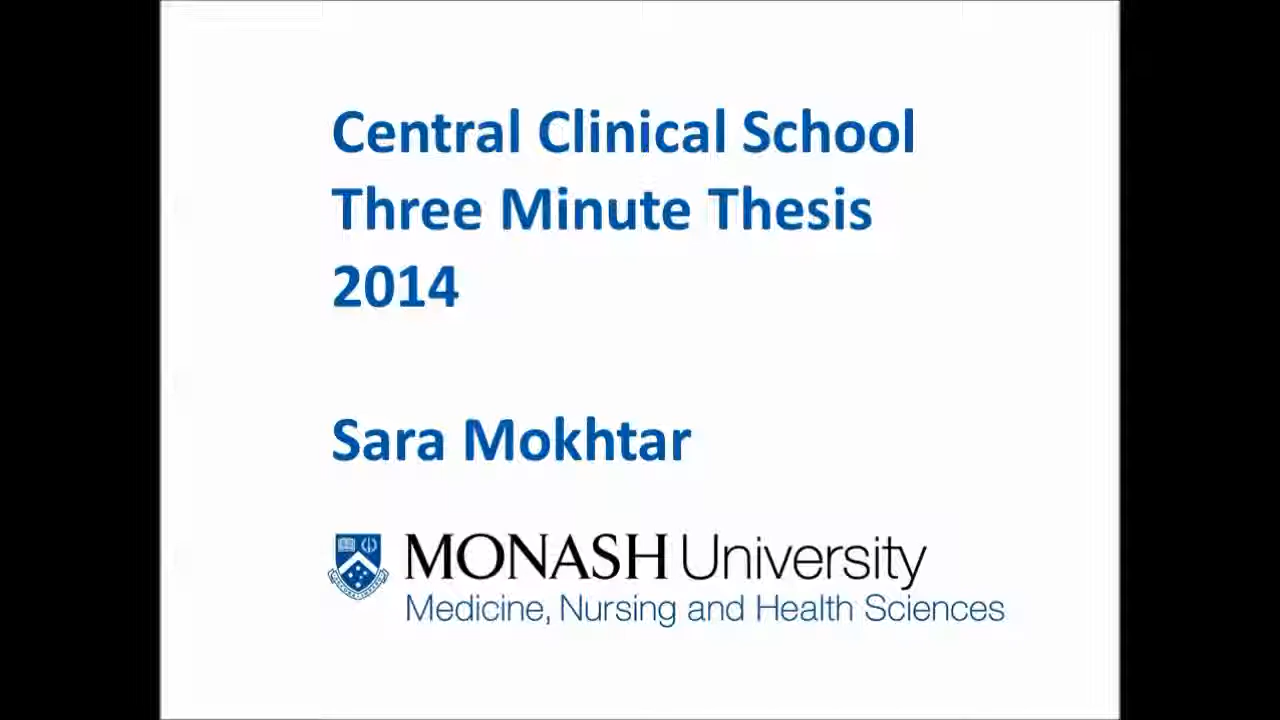 Central Clinical School
Three Minute Thesis
2014
Sara Mokhtar
MONASH University
Medicine, Nursing and Health Sciences